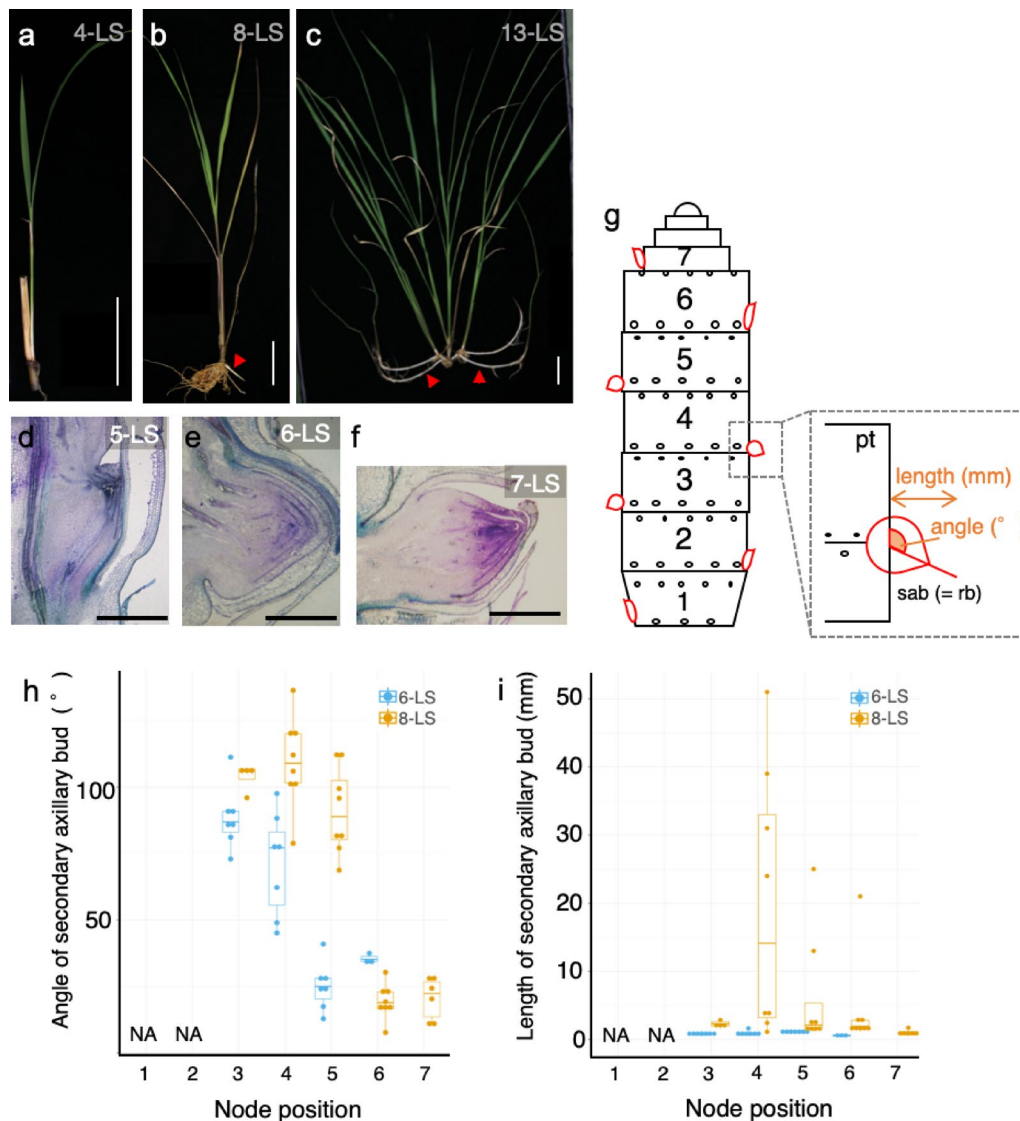 a
4-LS
b
8-LS
c
13-LS
d
5-LS
e
6-LS
f
7-LS
g
7
6
5
4
3
2
1
pt
length (mm)
angle (°
sab (= rb)
h
Angle of secondary axillary bud (°)
100
50
6-LS
8-LS
NA
NA
1 2 3 4 5 6 7
Node position
i
Length of secondary axillary bud (mm)
50
40
30
20
10
0
6-LS
8-LS
NA
NA
1 2 3 4 5 6 7
Node position